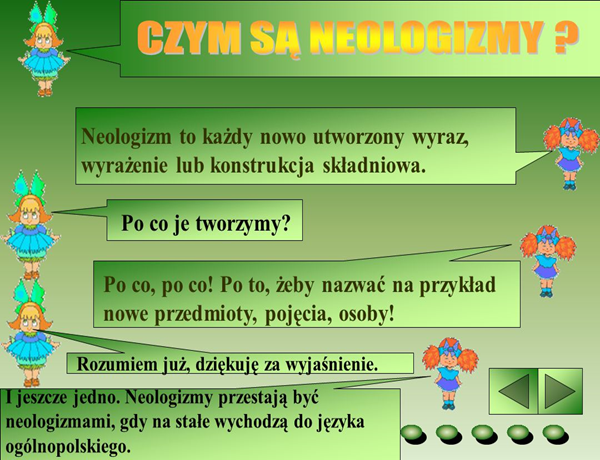 CZYM SĄ NEOLOGIZMY ?
Neologizm to każdy nowo utworzony wyraz,
wyrażenie lub konstrukcja składniowa.
Po co je tworzymy?
Po co, po co! Po to, żeby nazwać na przykład
nowe przedmioty, pojęcia, osoby!
Rozumiem już, dziękuję za wyjaśnienie.
I jeszcze jedno. Neologizmy przestają być
neologizmami, gdy na stałe wychodzą do języka
ogólnopolskiego.